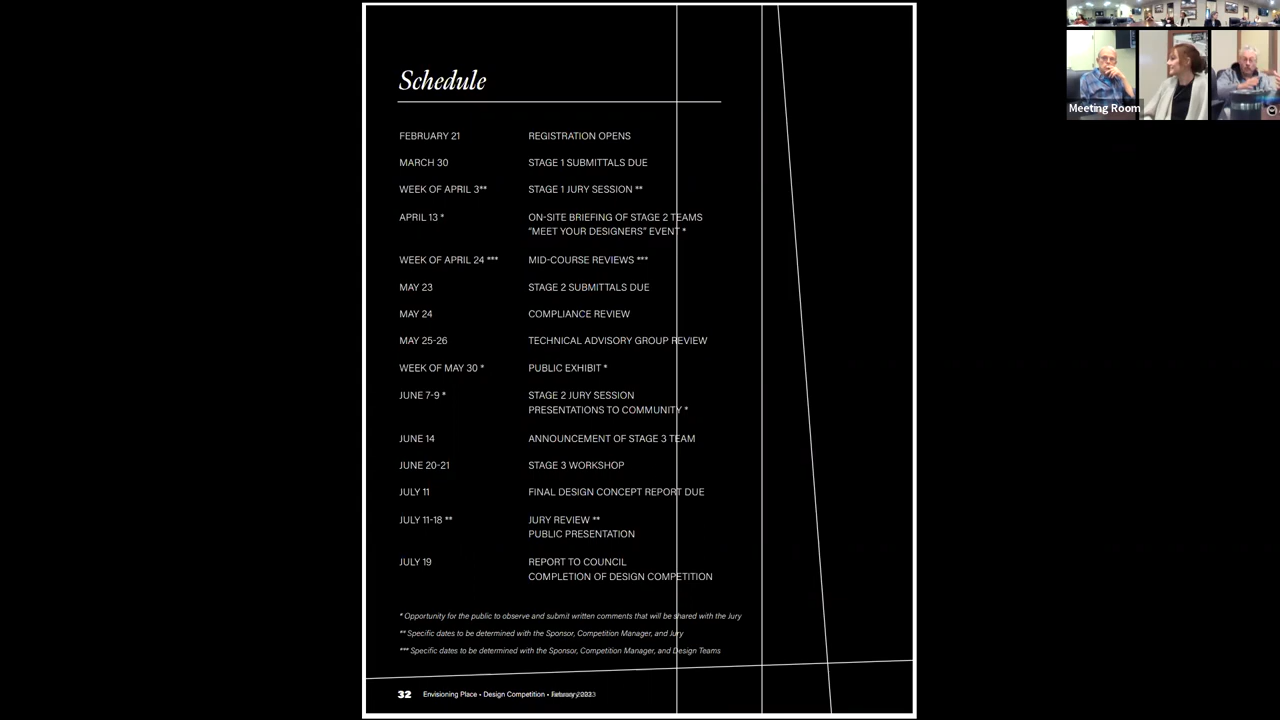 Schedule
FEBRUARY 21 REGISTRATION OPENS
MARCH 30 STAGE 1 SUBMITTALS DUE
WEEK OF APRIL 3** STAGE 1 JURY SESSION **
APRIL 13 * ON-SITE BRIEFING OF STAGE 2 TEAMS
"MEET YOUR DESIGNERS" EVENT *
WEEK OF APRIL 24 *** MID-COURSE REVIEWS ***
MAY 23 STAGE 2 SUBMITTALS DUE
MAY 24 COMPLIANCE REVIEW
MAY 25-26 TECHNICAL ADVISORY GROUP REVIEW
WEEK OF MAY 30 * PUBLIC EXHIBIT *
JUNE 7-9 * STAGE 2 JURY SESSION
PRESENTATIONS TO COMMUNITY *
JUNE 14 ANNOUNCEMENT OF STAGE 3 TEAM
JUNE 20-21 STAGE 3 WORKSHOP
JULY 11 FINAL DESIGN CONCEPT REPORT DUE
JULY 11-18 ** JURY REVIEW **
PUBLIC PRESENTATION
JULY 19 REPORT TO COUNCIL
COMPLETION OF DESIGN COMPETITION
* Opportunity for the public to observe and submit written comments that will be shared with the Jury
** Specific dates to be determined with the Sponsor, Competition Manager, and Jury
*** Specific dates to be determined with the Sponsor, Competition Manager, and Design Teams
32 Envisioning Place • Design Competition •
Meeting Room